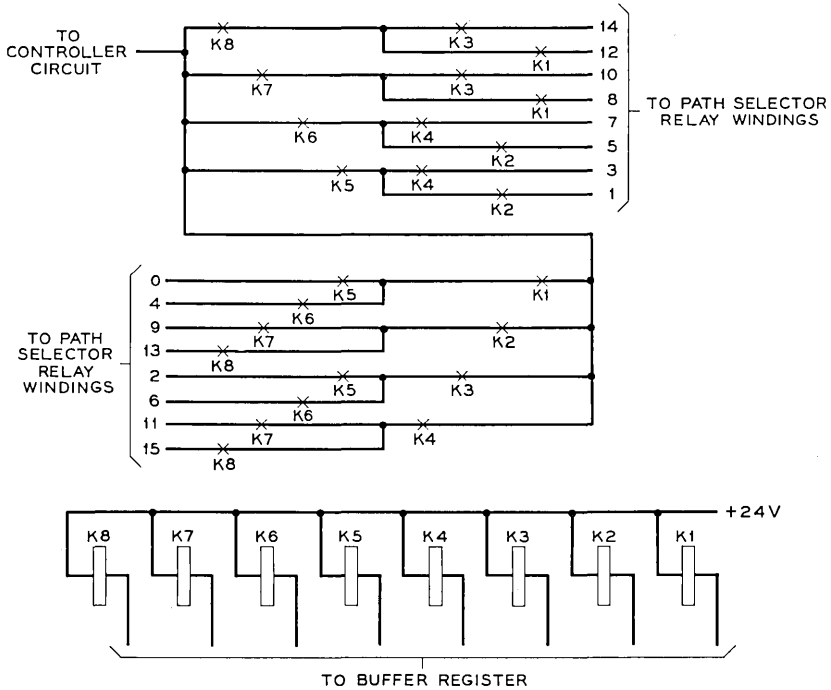 TO
CONTROLLER
CIRCUIT
K8
K3
14
K1
12
K7
K3
10
K1
8
K6
K4
7
K2
5
K5
K4
3
K2
1
TO PATH SELECTOR
RELAY WINDINGS
TO PATH
SELECTOR
RELAY
WINDINGS
0
K5
K1
4
K6
9
K7
K2
13
K8
2
K5
K3
6
K6
11
K7
K4
15
K8
+24V
K8 K7 K6 K5 K4 K3 K2 K1
TO BUFFER REGISTER